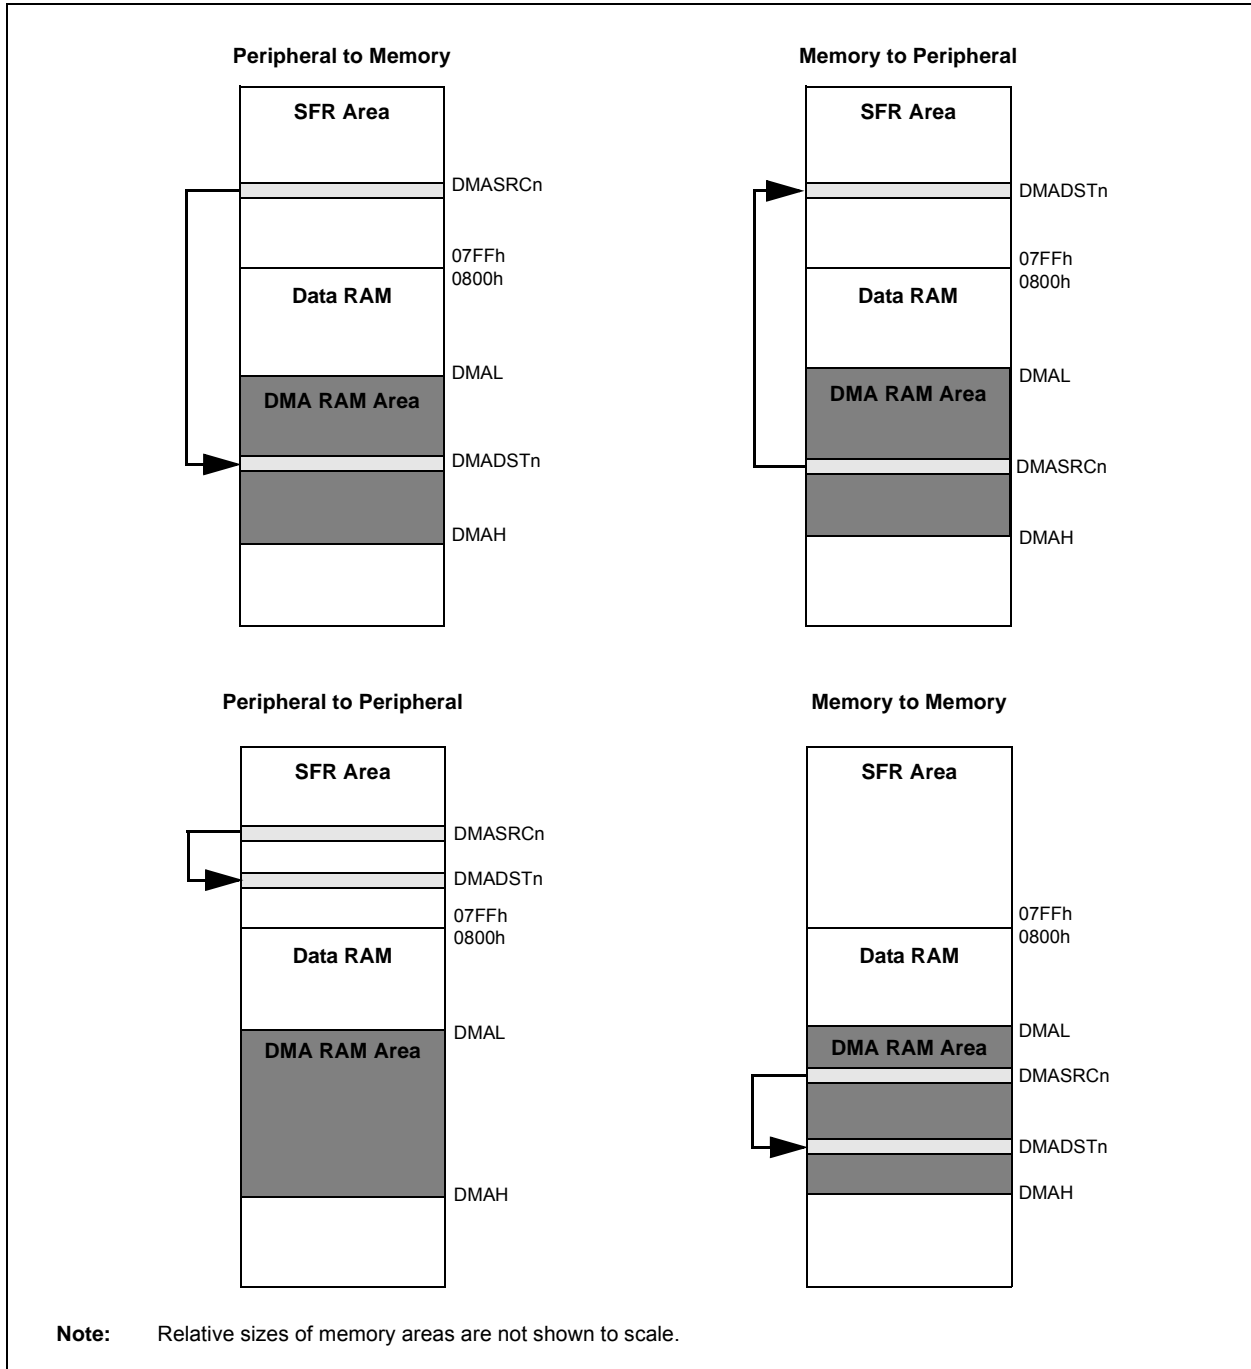 Peripheral to Memory
SFR Area
DMASRCn
07FFh
0800h
Data RAM
DMAL
DMA RAM Area
DMADSTn
DMAH
Memory to Peripheral
SFR Area
DMADSTn
07FFh
0800h
Data RAM
DMAL
DMA RAM Area
DMASRCn
DMAH
Peripheral to Peripheral
SFR Area
DMASRCn
DMADSTn
07FFh
0800h
Data RAM
DMAL
DMA RAM Area
DMAH
Memory to Memory
SFR Area
07FFh
0800h
Data RAM
DMAL
DMA RAM Area
DMASRCn
DMADSTn
DMAH
Note: Relative sizes of memory areas are not shown to scale.